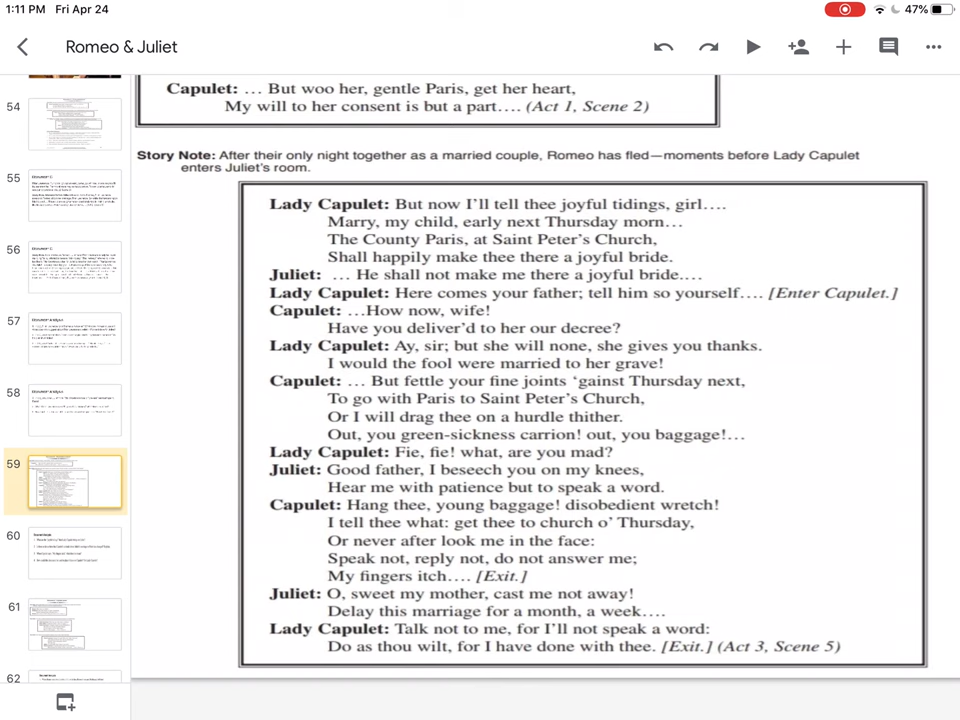 1:11 PM Fri Apr 24
47%
Romeo & Juliet
54
55
56
57
58
59
60
61
62
Capulet: … But woo her, gentle Paris, get her heart,
My will to her consent is but a part…. (Act 1, Scene 2)
Story Note: After their only night together as a married couple, Romeo has fled—moments before Lady Capulet
enters Juliet's room.
Lady Capulet: But now I'll tell thee joyful tidings, girl….
Marry, my child, early next Thursday morn…
The County Paris, at Saint Peter's Church,
Shall happily make thee there a joyful bride.
Juliet: … He shall not make me there a joyful bride….
Lady Capulet: Here comes your father; tell him so yourself…. [Enter Capulet.]
Capulet: …How now, wife!
Have you deliver'd to her our decree?
Lady Capulet: Ay, sir; but she will none, she gives you thanks.
I would the fool were married to her grave!
Capulet: … But fettle your fine joints 'gainst Thursday next,
To go with Paris to Saint Peter's Church,
Or I will drag thee on a hurdle thither.
Out, you green-sickness carrion! out, you baggage!…
Lady Capulet: Fie, fie! what, are you mad?
Juliet: Good father, I beseech you on my knees,
Hear me with patience but to speak a word.
Capulet: Hang thee, young baggage! disobedient wretch!
I tell thee what: get thee to church o' Thursday,
Or never after look me in the face:
Speak not, reply not, do not answer me;
My fingers itch…. [Exit.]
Juliet: O, sweet my mother, cast me not away!
Delay this marriage for a month, a week….
Lady Capulet: Talk not to me, for I'll not speak a word:
Do as thou wilt, for I have done with thee. [Exit.] (Act 3, Scene 5)